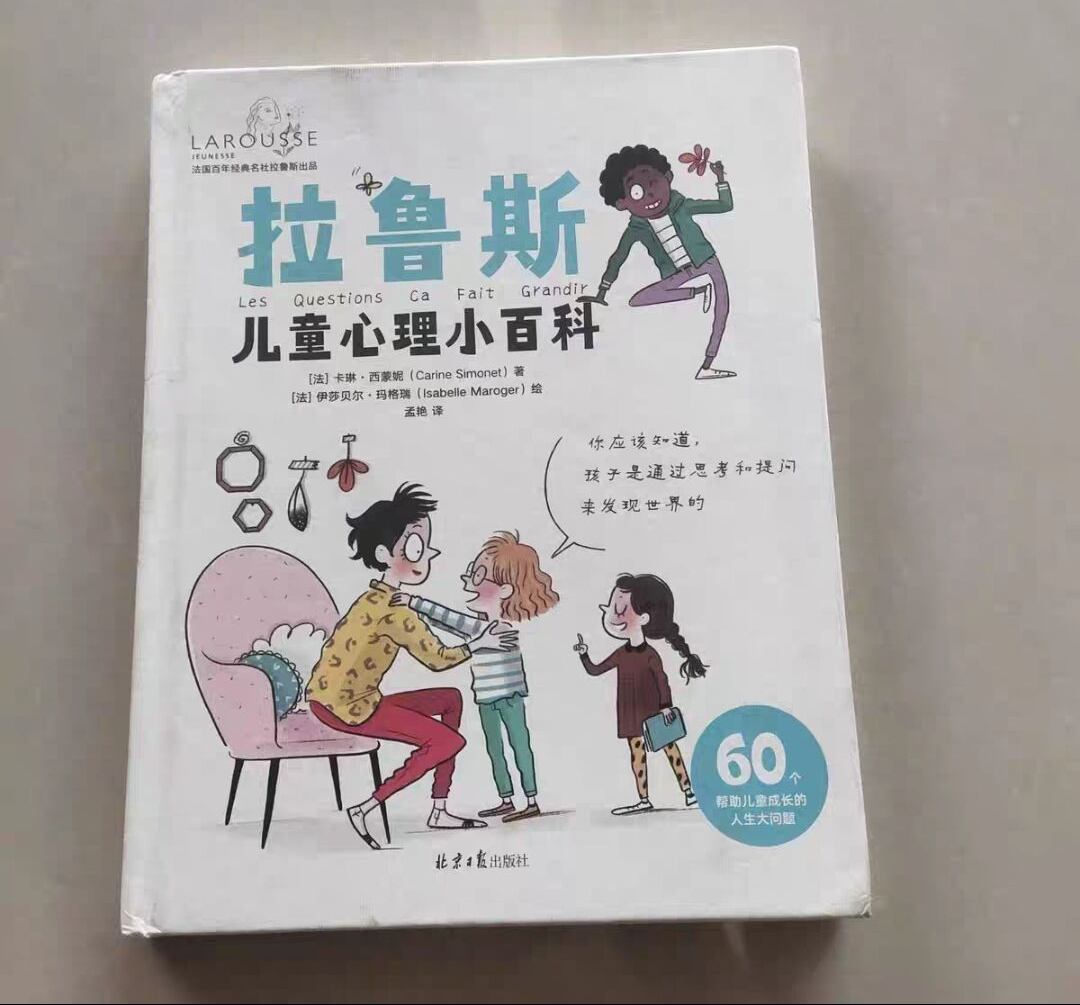 LAROUSSE
JEUNESSE
法国百年经典名社拉鲁斯出品
拉鲁斯
Les Questions Ca Fait Grandir
儿童心理小百科
[法] 卡琳·西蒙妮（Carine Simonet）著
[法] 伊莎贝尔·玛格瑞（Isabelle Maroger）绘
孟艳 译
你应该知道，
孩子是通过思考和提问
来发现世界的
60个
帮助儿童成长的
人生大问题
北京日报出版社